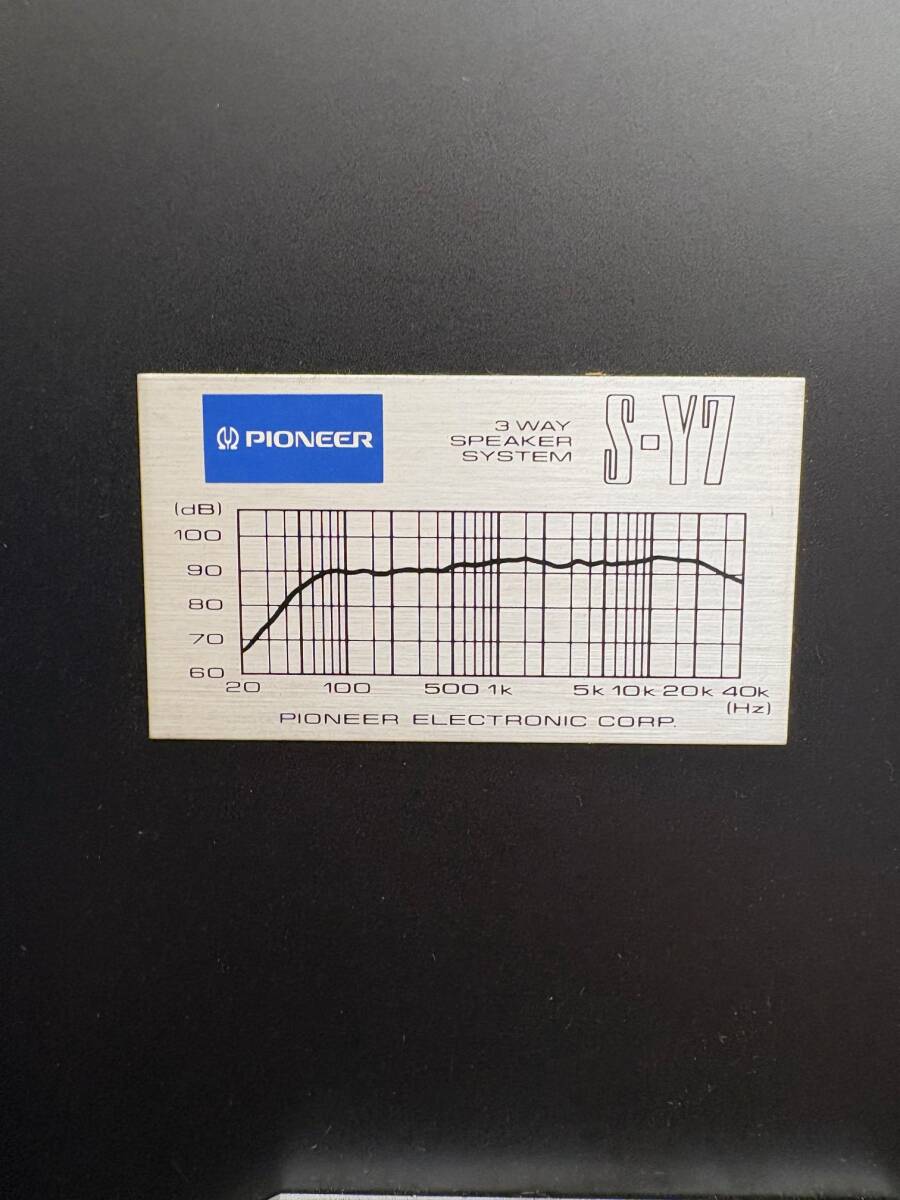 PIONEER
3 WAY
SPEAKER
SYSTEM
S-Y7
(dB)
100
90
80
70
60
20 100 500 1k 5k 10k 20k 40k
(Hz)
PIONEER ELECTRONIC CORP.